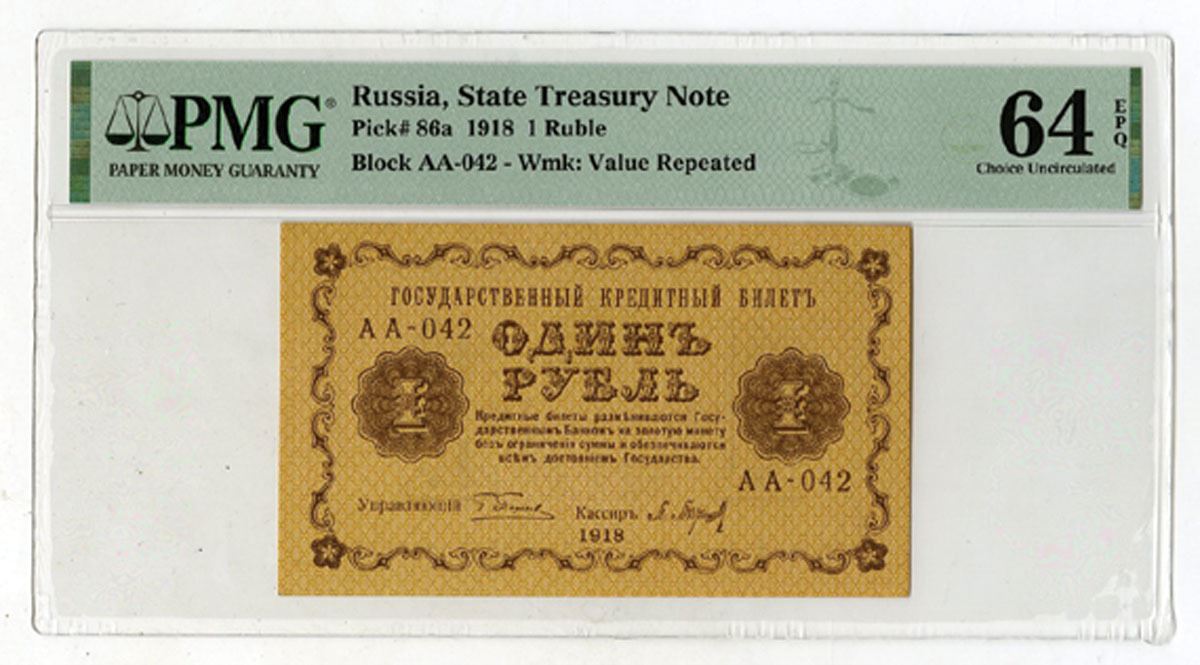 PMG®
PAPER MONEY GUARANTY
Russia, State Treasury Note
Pick# 86a 1918 1 Ruble
Block AA-042 - Wmk: Value Repeated
64 EPQ
Choice Uncirculated
ГОСУДАРСТВЕННЫЙ КРЕДИТНЫЙ БИЛЕТЪ
АА-042
ОДИНЪ
РУБЛЬ
1
1
Кредитные билеты размѣниваются Госу-
дарственнымъ Банкомъ на золотую монету
безъ ограниченія суммы и обезпечиваются
всѣмъ достояніемъ Государства.
АА-042
Управляющій
Кассиръ
1918